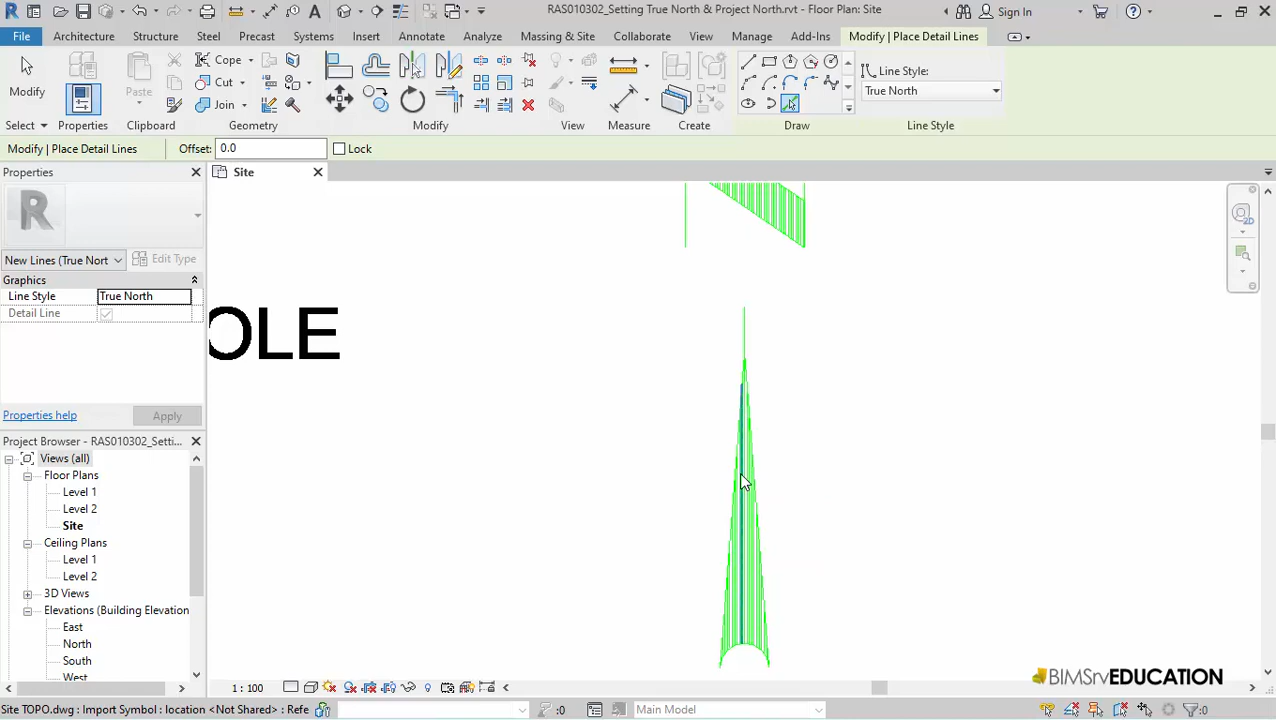 RAS010302_Setting True North & Project North.rvt - Floor Plan: Site
Sign In
File Architecture Structure Steel Precast Systems Insert Annotate Analyze Massing & Site Collaborate View Manage Add-Ins Modify | Place Detail Lines
Modify
Paste
Cope
Cut
Join
Line Style:
True North
Select Properties Clipboard Geometry Modify View Measure Create Draw Line Style
Modify | Place Detail Lines Offset: 0.0 Lock
Properties
Site
R
New Lines (True Nort
Edit Type
Graphics
Line Style True North
Detail Line
Properties help Apply
Project Browser - RAS010302_Setti...
Views (all)
Floor Plans
Level 1
Level 2
Site
Ceiling Plans
Level 1
Level 2
3D Views
Elevations (Building Elevation
East
North
South
West
OLE
2D
1 : 100
BIMSrvEDUCATION
Site TOPO.dwg : Import Symbol : location <Not Shared> : Refe
:0
Main Model
:0